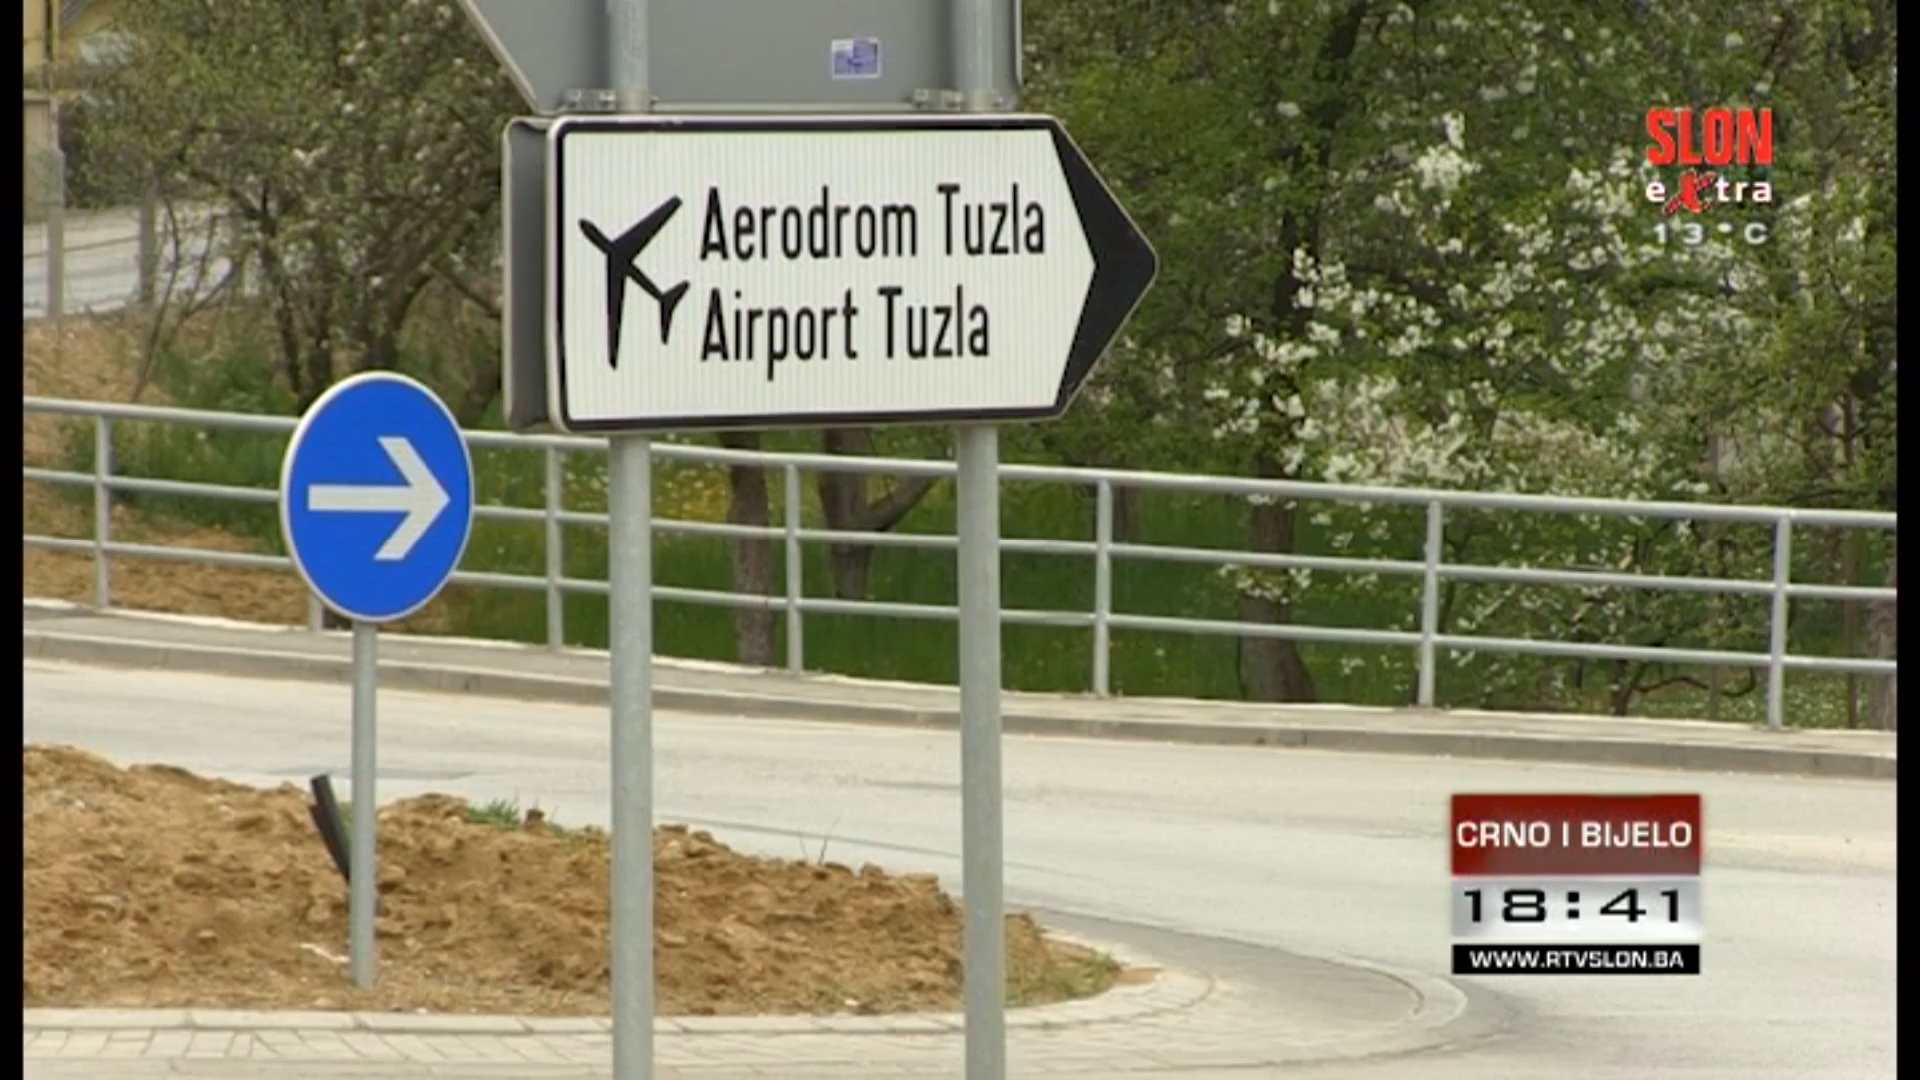 Aerodrom Tuzla
Airport Tuzla
SLON
extra
13°C
CRNO I BIJELO
18:41
WWW.RTVSLON.BA